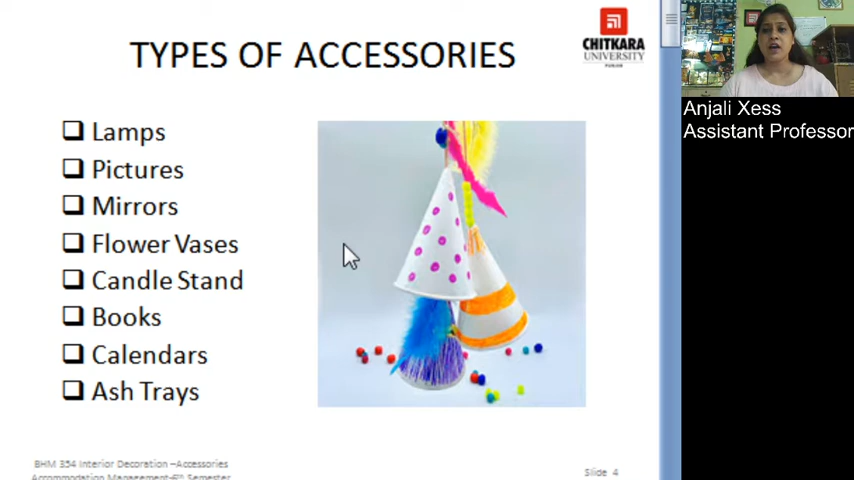 TYPES OF ACCESSORIES
CHITKARA
UNIVERSITY
Anjali Xess
Assistant Professor
Lamps
Pictures
Mirrors
Flower Vases
Candle Stand
Books
Calendars
Ash Trays
BHM 354 Interior Decoration –Accessories
Accommodation Management-6th Semester
Slide 4